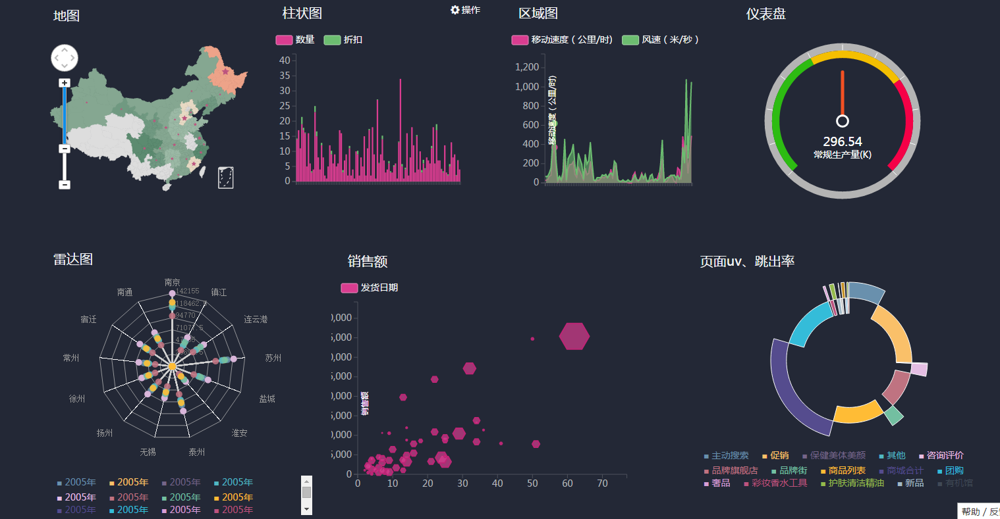 地图
柱状图
操作
区域图
仪表盘
数量 折扣
移动速度（公里/时） 风速（米/秒）
40
35
30
25
20
15
10
5
0
1,200
1,000
800
600
400
200
0
移动速度（公里/时)
296.54
常规生产量(K)
雷达图
销售额
页面uv、跳出率
发货日期
南京
镇江
连云港
苏州
盐城
淮安
泰州
无锡
扬州
徐州
常州
宿迁
南通
142155
118462.
94770
71077.5
0,000
5,000
0,000
5,000
0,000
5,000
0,000
5,000
0
销售额
0 10 20 30 40 50 60 70
2005年 2005年 2005年 2005年
2005年 2005年 2005年 2005年
2005年 2005年 2005年 2005年
主动搜索 促销 保健美体美颜 其他 咨询评价
品牌旗舰店 品牌街 商品列表 商城合计 团购
奢品 彩妆香水工具 护肤清洁精油 新品 有机馆
帮助 / 反